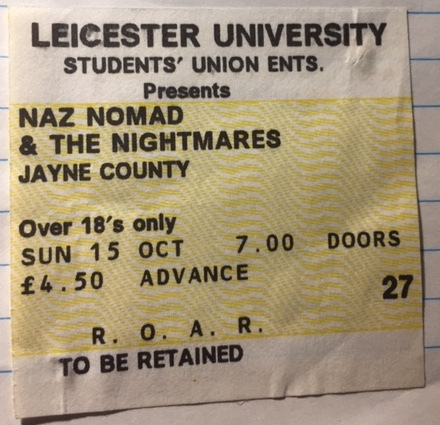 LEICESTER UNIVERSITY
STUDENTS' UNION ENTS.
Presents
NAZ NOMAD
& THE NIGHTMARES
JAYNE COUNTY
Over 18's only
SUN 15 OCT 7.00 DOORS
£4.50 ADVANCE
27
R. O. A. R.
TO BE RETAINED